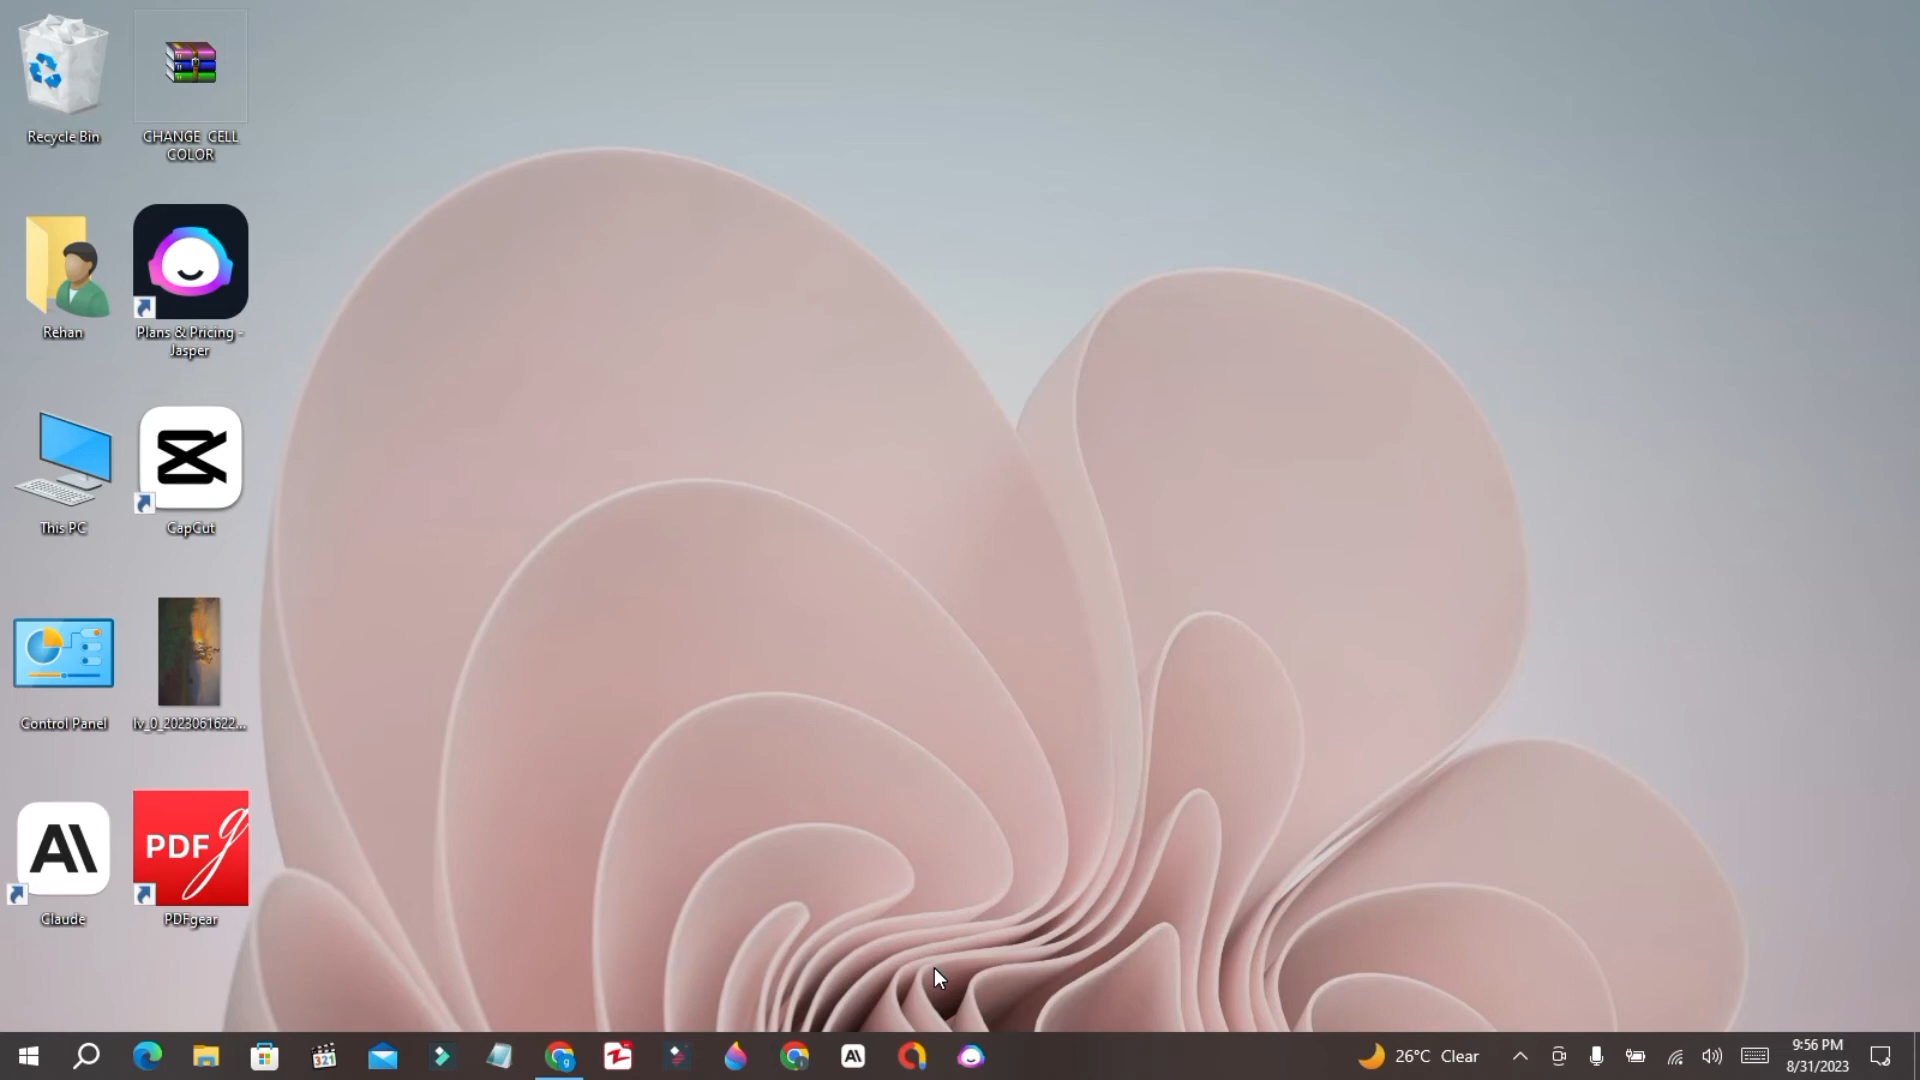 Recycle Bin
CHANGE CELL
COLOR
Rehan
Plans & Pricing -
Jasper
This PC
CapCut
Control Panel
lv_0_2023061622...
Claude
PDF g
PDFgear
321
26°C Clear
9:56 PM
8/31/2023